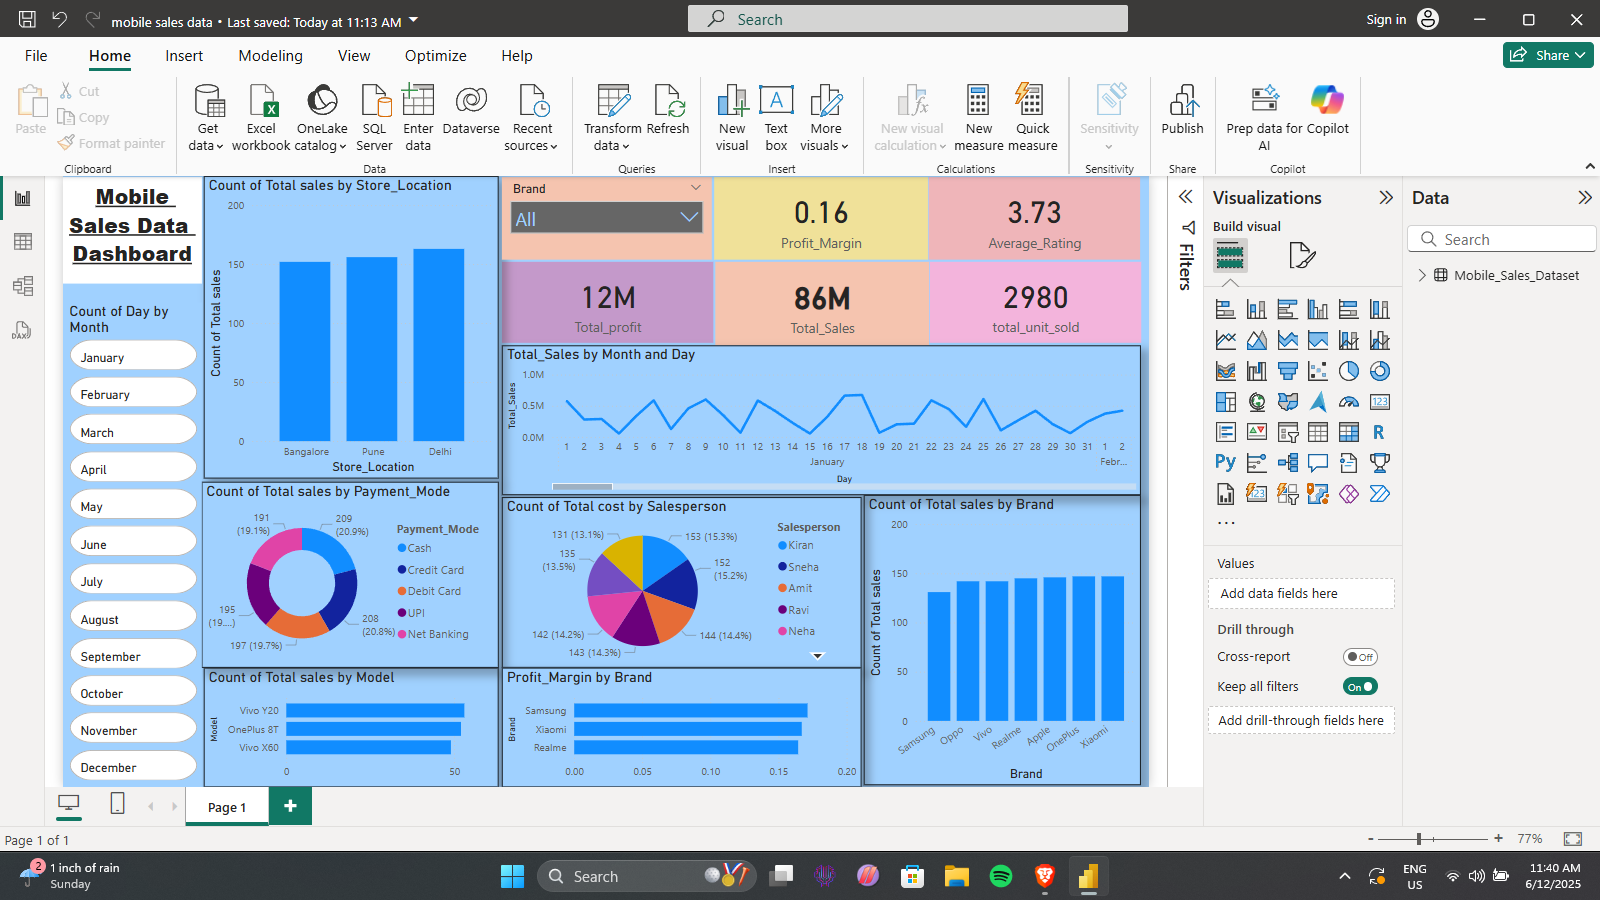 mobile sales data • Last saved: Today at 11:13 AM
Search
Sign in
File
Home
Insert
Modeling
View
Optimize
Help
Share
Paste
Cut
Copy
Format painter
Clipboard
Get data
Excel workbook
OneLake catalog
SQL Server
Enter data
Dataverse
Recent sources
Data
Transform data
Refresh
Queries
New visual
Text box
More visuals
Insert
New visual calculation
New measure
Quick measure
Calculations
Sensitivity
Sensitivity
Publish
Share
Prep data for AI
Copilot
Copilot
Mobile
Sales Data
Dashboard
Count of Day by
Month
January
February
March
April
May
June
July
August
September
October
November
December
Count of Total sales by Store_Location
Count of Total sales
200
150
100
50
0
Bangalore
Pune
Delhi
Store_Location
Brand
All
0.16
Profit_Margin
3.73
Average_Rating
12M
Total_profit
86M
Total_Sales
2980
total_unit_sold
Total_Sales by Month and Day
Total_Sales
1.0M
0.5M
0.0M
1 2 3 4 5 6 7 8 9 10 11 12 13 14 15 16 17 18 19 20 21 22 23 24 25 26 27 28 29 30 31 1 2
January
Febr...
Day
Count of Total sales by Payment_Mode
191
(19.1%)
209
(20.9%)
195
(19....)
208
(20.8%)
197 (19.7%)
Payment_Mode
Cash
Credit Card
Debit Card
UPI
Net Banking
Count of Total cost by Salesperson
131 (13.1%)
153 (15.3%)
135
(13.5%)
152
(15.2%)
142 (14.2%)
144 (14.4%)
143 (14.3%)
Salesperson
Kiran
Sneha
Amit
Ravi
Neha
Count of Total sales by Brand
Count of Total sales
200
150
100
50
0
Samsung
Oppo
Vivo
Realme
Apple
OnePlus
Xiaomi
Brand
Count of Total sales by Model
Model
Vivo Y20
OnePlus 8T
Vivo X60
0
50
Profit_Margin by Brand
Brand
Samsung
Xiaomi
Realme
0.00
0.05
0.10
0.15
0.20
Filters
Visualizations
Build visual
123
R
Py
123
...
Values
Add data fields here
Drill through
Cross-report
Off
Keep all filters
On
Add drill-through fields here
Data
Search
Mobile_Sales_Dataset
DAX
Page 1
Page 1 of 1
- +
77%
2
1 inch of rain
Sunday
Search
ENG
US
11:40 AM
6/12/2025